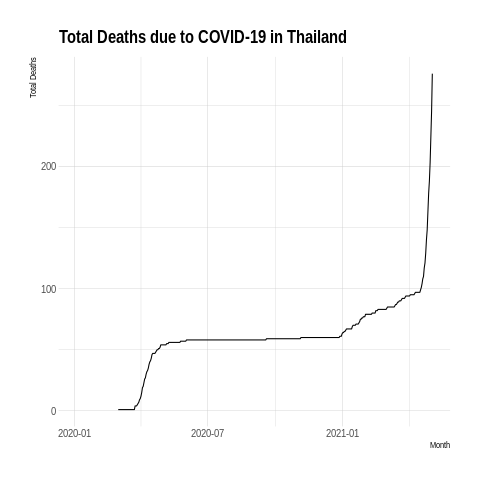 Total Deaths due to COVID-19 in Thailand
Total Deaths
200
100
0
2020-01 2020-07 2021-01
Month